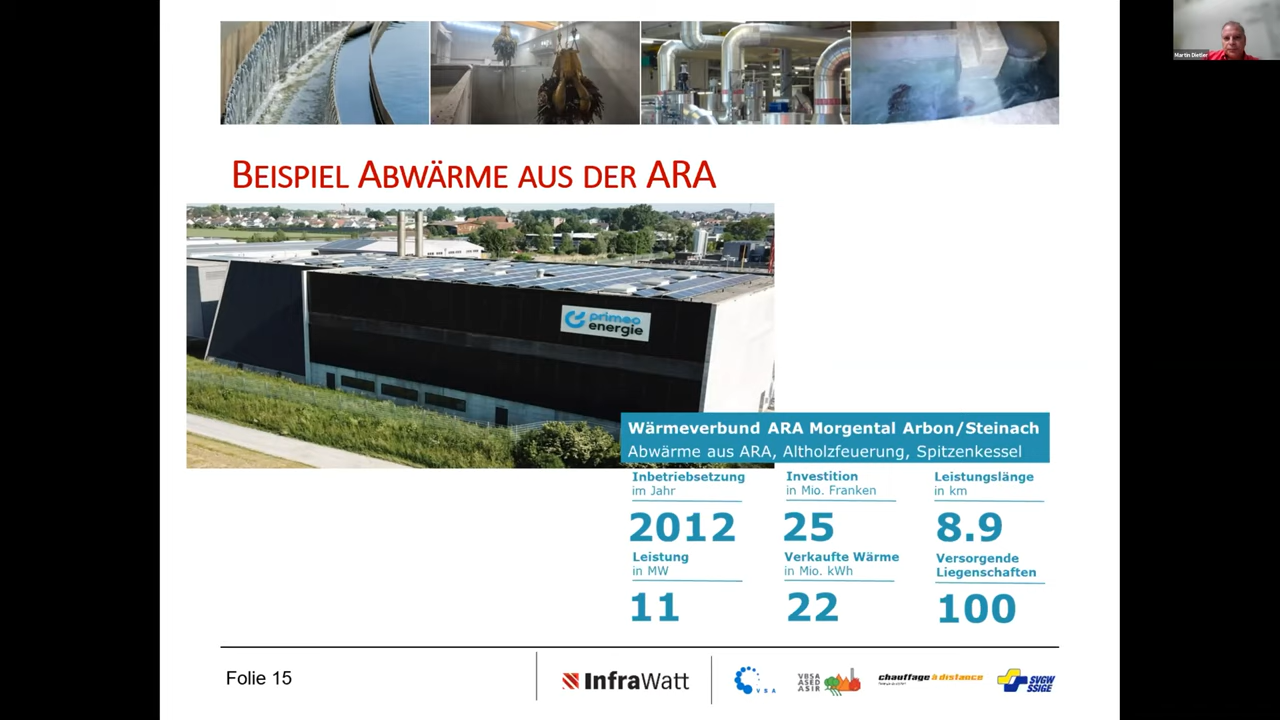 Martin Dietler
BEISPIEL ABWÄRME AUS DER ARA
primeo
energie
Wärmeverbund ARA Morgental Arbon/Steinach
Abwärme aus ARA, Altholzfeuerung, Spitzenkessel
Inbetriebsetzung
im Jahr
2012
Investition
in Mio. Franken
25
Leistungslänge
in km
8.9
Leistung
in MW
11
Verkaufte Wärme
in Mio. kWh
22
Versorgende
Liegenschaften
100
Folie 15
InfraWatt
VSA
VBSA
ASED
ASIR
chauffage à distance
SVGW
SSIGE